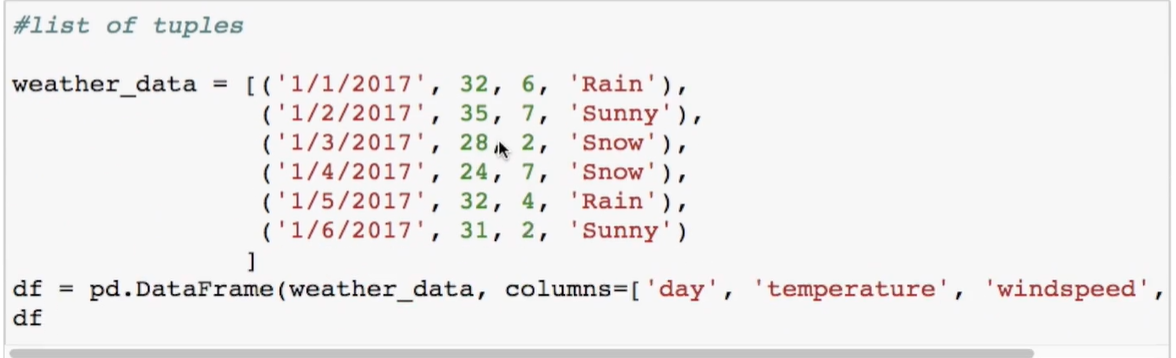 #list of tuples
weather_data = [('1/1/2017', 32, 6, 'Rain'),
('1/2/2017', 35, 7, 'Sunny'),
('1/3/2017', 28, 2, 'Snow'),
('1/4/2017', 24, 7, 'Snow'),
('1/5/2017', 32, 4, 'Rain'),
('1/6/2017', 31, 2, 'Sunny')
]
df = pd.DataFrame(weather_data, columns=['day', 'temperature', 'windspeed',
df